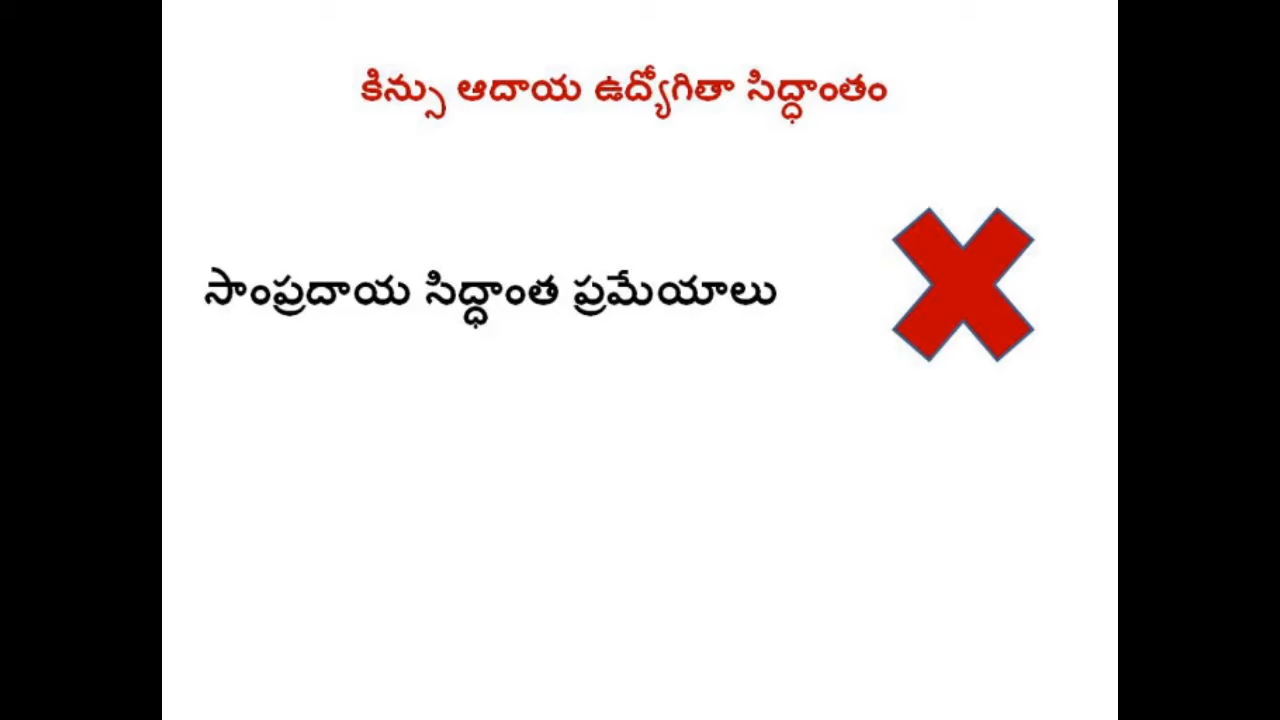 కిన్సు ఆదాయ ఉద్యోగితా సిద్ధాంతం
సాంప్రదాయ సిద్ధాంత ప్రమేయాలు